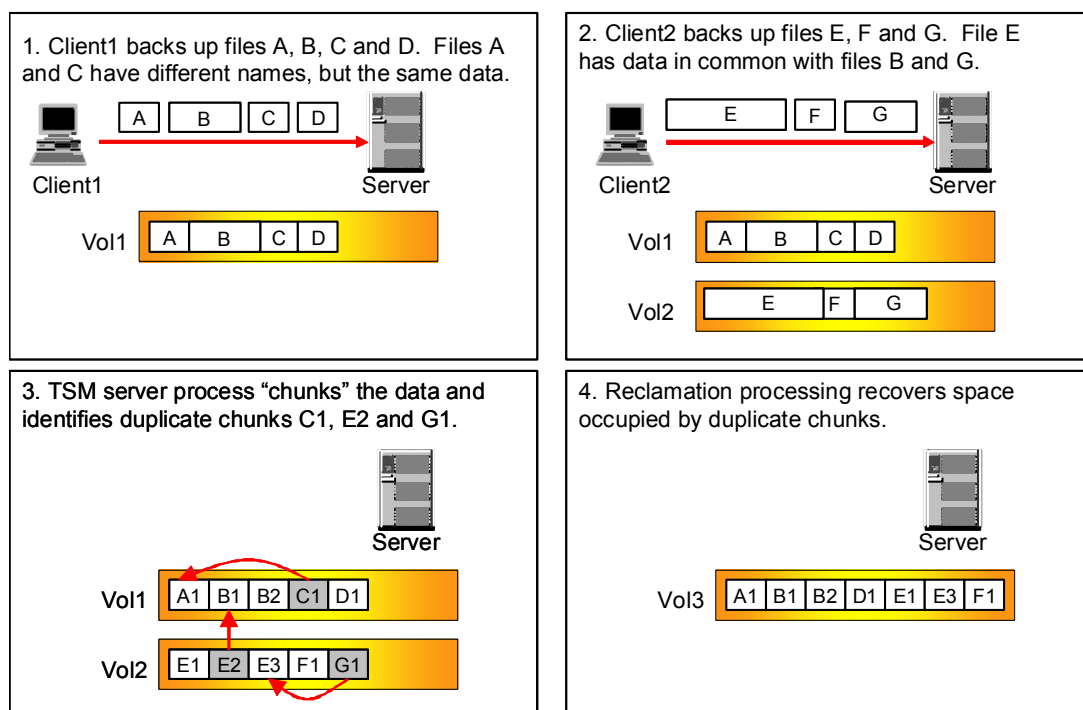 1. Client1 backs up files A, B, C and D. Files A
and C have different names, but the same data.
A B C D
Client1
Server
Vol1
A B C D
2. Client2 backs up files E, F and G. File E
has data in common with files B and G.
E F G
Client2
Server
Vol1
A B C D
Vol2
E F G
3. TSM server process “chunks” the data and
identifies duplicate chunks C1, E2 and G1.
Server
Vol1
A1 B1 B2 C1 D1
Vol2
E1 E2 E3 F1 G1
4. Reclamation processing recovers space
occupied by duplicate chunks.
Server
Vol3
A1 B1 B2 D1 E1 E3 F1